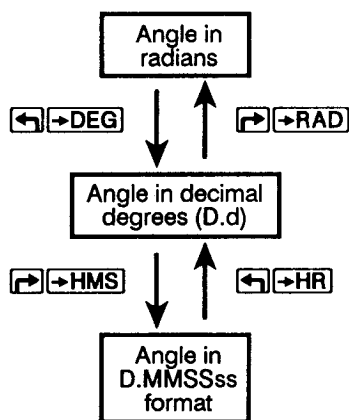 Angle in
radians
→DEG
→RAD
Angle in decimal
degrees (D.d)
→HMS
→HR
Angle in
D.MMSSss
format